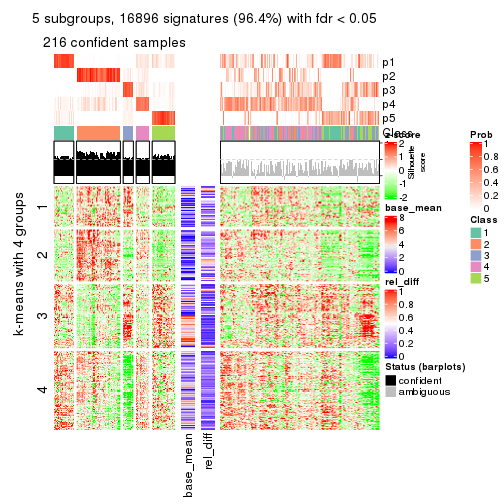 5 subgroups, 16896 signatures (96.4%) with fdr < 0.05
216 confident samples
p1
p2
p3
p4
p5
Class
z-score
2
1
0
-1
-2
Silhouette
score
Prob
1
0.8
0.6
0.4
0.2
0
base_mean
8
6
4
2
0
Class
1
2
3
4
5
rel_diff
1
0.8
0.6
0.4
0.2
0
Status (barplots)
confident
ambiguous
k-means with 4 groups
1
2
3
4
base_mean
rel_diff